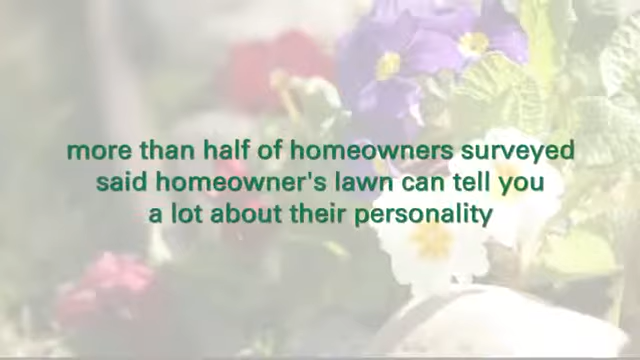 more than half of homeowners surveyed
said homeowner's lawn can tell you
a lot about their personality